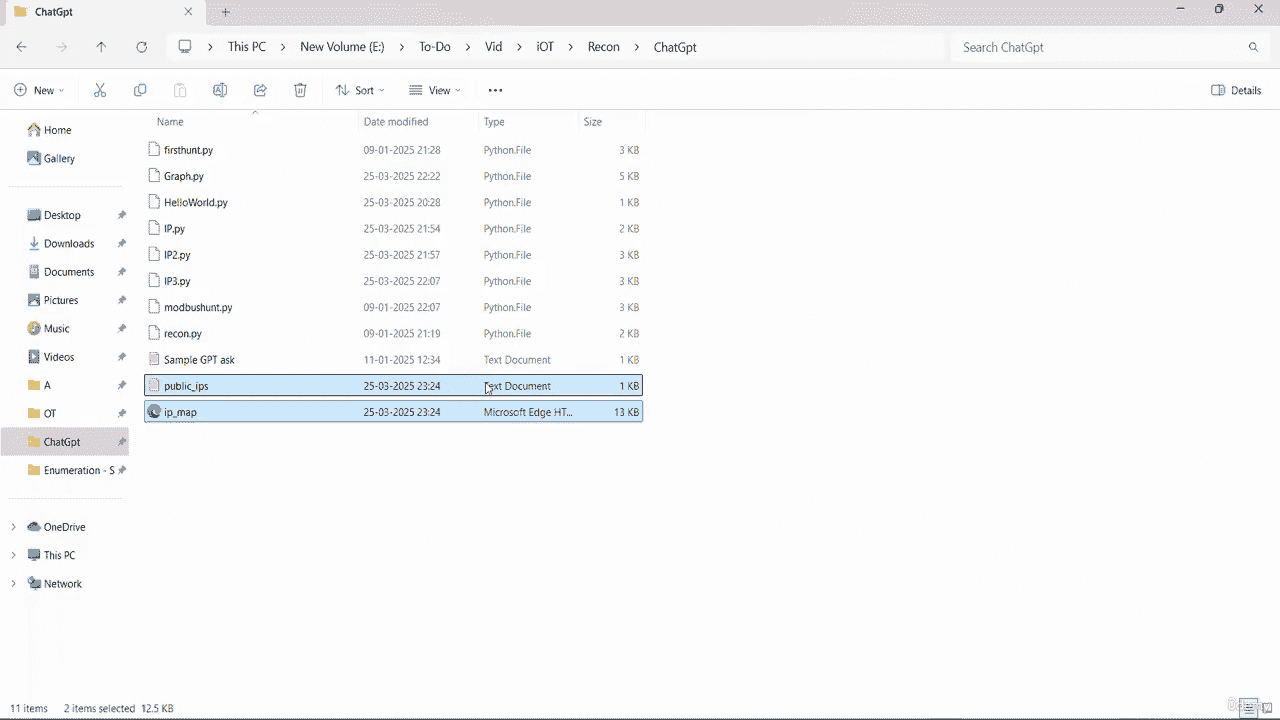 ChatGpt
This PC > New Volume (E:) > To-Do > Vid > iOT > Recon > ChatGpt
Search ChatGpt
New
Sort
View
Details
Name Date modified Type Size
Home
Gallery
Desktop
Downloads
Documents
Pictures
Music
Videos
A
OT
ChatGpt
Enumeration - S
OneDrive
This PC
Network
firsthunt.py 09-01-2025 21:28 Python.File 3 KB
Graph.py 25-03-2025 22:22 Python.File 5 KB
HelloWorld.py 25-03-2025 20:28 Python.File 1 KB
IP.py 25-03-2025 21:54 Python.File 2 KB
IP2.py 25-03-2025 21:57 Python.File 3 KB
IP3.py 25-03-2025 22:07 Python.File 3 KB
modbushunt.py 09-01-2025 22:07 Python.File 3 KB
recon.py 09-01-2025 21:19 Python.File 2 KB
Sample GPT ask 11-01-2025 12:34 Text Document 1 KB
public_ips 25-03-2025 23:24 Text Document 1 KB
ip_map 25-03-2025 23:24 Microsoft Edge HT... 13 KB
11 items 2 items selected 12.5 KB